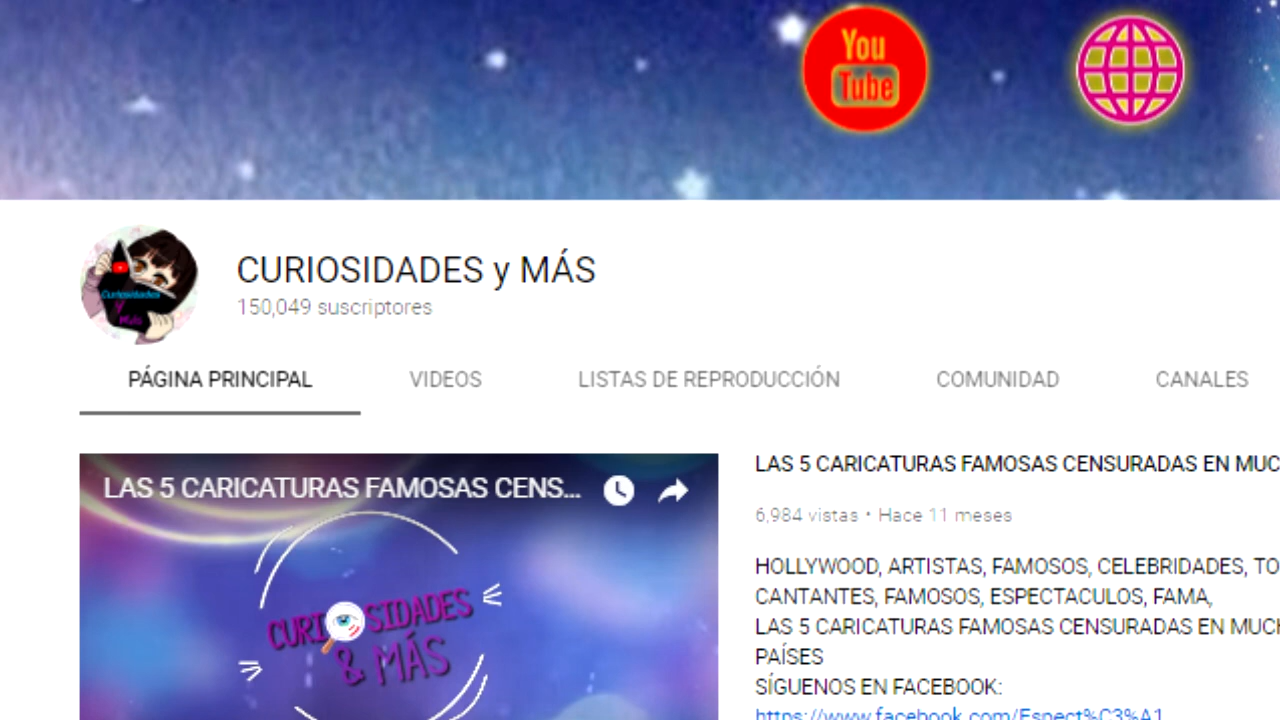 You
Tube
CURIOSIDADES y MÁS
150,049 suscriptores
Curiosidades
y
Más
PÁGINA PRINCIPAL
VIDEOS
LISTAS DE REPRODUCCIÓN
COMUNIDAD
CANALES
LAS 5 CARICATURAS FAMOSAS CENS...
CURIOSIDADES
& MÁS
LAS 5 CARICATURAS FAMOSAS CENSURADAS EN MUC
6,984 vistas • Hace 11 meses
HOLLYWOOD, ARTISTAS, FAMOSOS, CELEBRIDADES, TO
CANTANTES, FAMOSOS, ESPECTACULOS, FAMA,
LAS 5 CARICATURAS FAMOSAS CENSURADAS EN MUCH
PAÍSES
SÍGUENOS EN FACEBOOK:
https://www.facebook.com/Espect%C3%A1